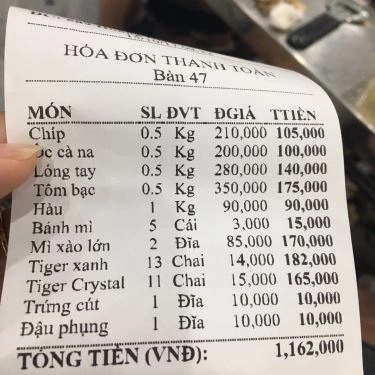 HÓA ĐƠN THANH TOÁN
Bàn 47
MÓN SL ĐVT ĐGIÁ TTIỀN
Chíp 0.5 Kg 210,000 105,000
Ốc cà na 0.5 Kg 200,000 100,000
Lông tay 0.5 Kg 280,000 140,000
Tôm bạc 0.5 Kg 350,000 175,000
Hàu 1 Kg 90,000 90,000
Bánh mì 5 Cái 3,000 15,000
Mì xào lớn 2 Đĩa 85,000 170,000
Tiger xanh 13 Chai 14,000 182,000
Tiger Crystal 11 Chai 15,000 165,000
Trứng cút 1 Đĩa 10,000 10,000
Đậu phụng 1 Đĩa 10,000 10,000
TỔNG TIỀN (VNĐ): 1,162,000